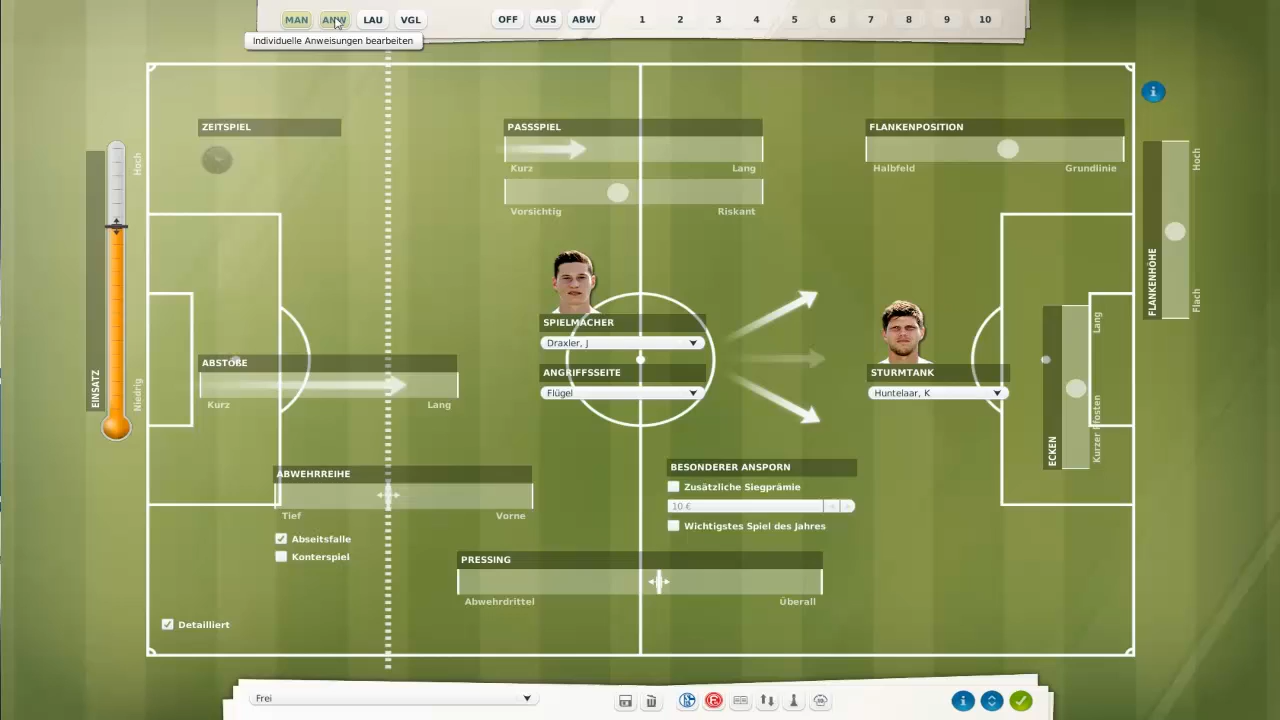 MAN ANW LAU VGL OFF AUS ABW 1 2 3 4 5 6 7 8 9 10
Individuelle Anweisungen bearbeiten
ZEITSPIEL
PASSSPIEL
Kurz Lang
Vorsichtig Riskant
FLANKENPOSITION
Halbfeld Grundlinie
EINSATZ
Hoch
Niedrig
FLANKENHÖHE
Hoch
Flach
SPIELMACHER
Draxler, J
ANGRIFFSSEITE
Flügel
STURMTANK
Huntelaar, K
ABSTÖßE
Kurz Lang
ECKEN
Lang
Kurzer Pfosten
ABWEHRREIHE
Tief Vorne
Abseitsfalle
Konterspiel
BESONDERER ANSPORN
Zusätzliche Siegprämie
10 €
Wichtigstes Spiel des Jahres
PRESSING
Abwehrdrittel Überall
Detailliert
Frei